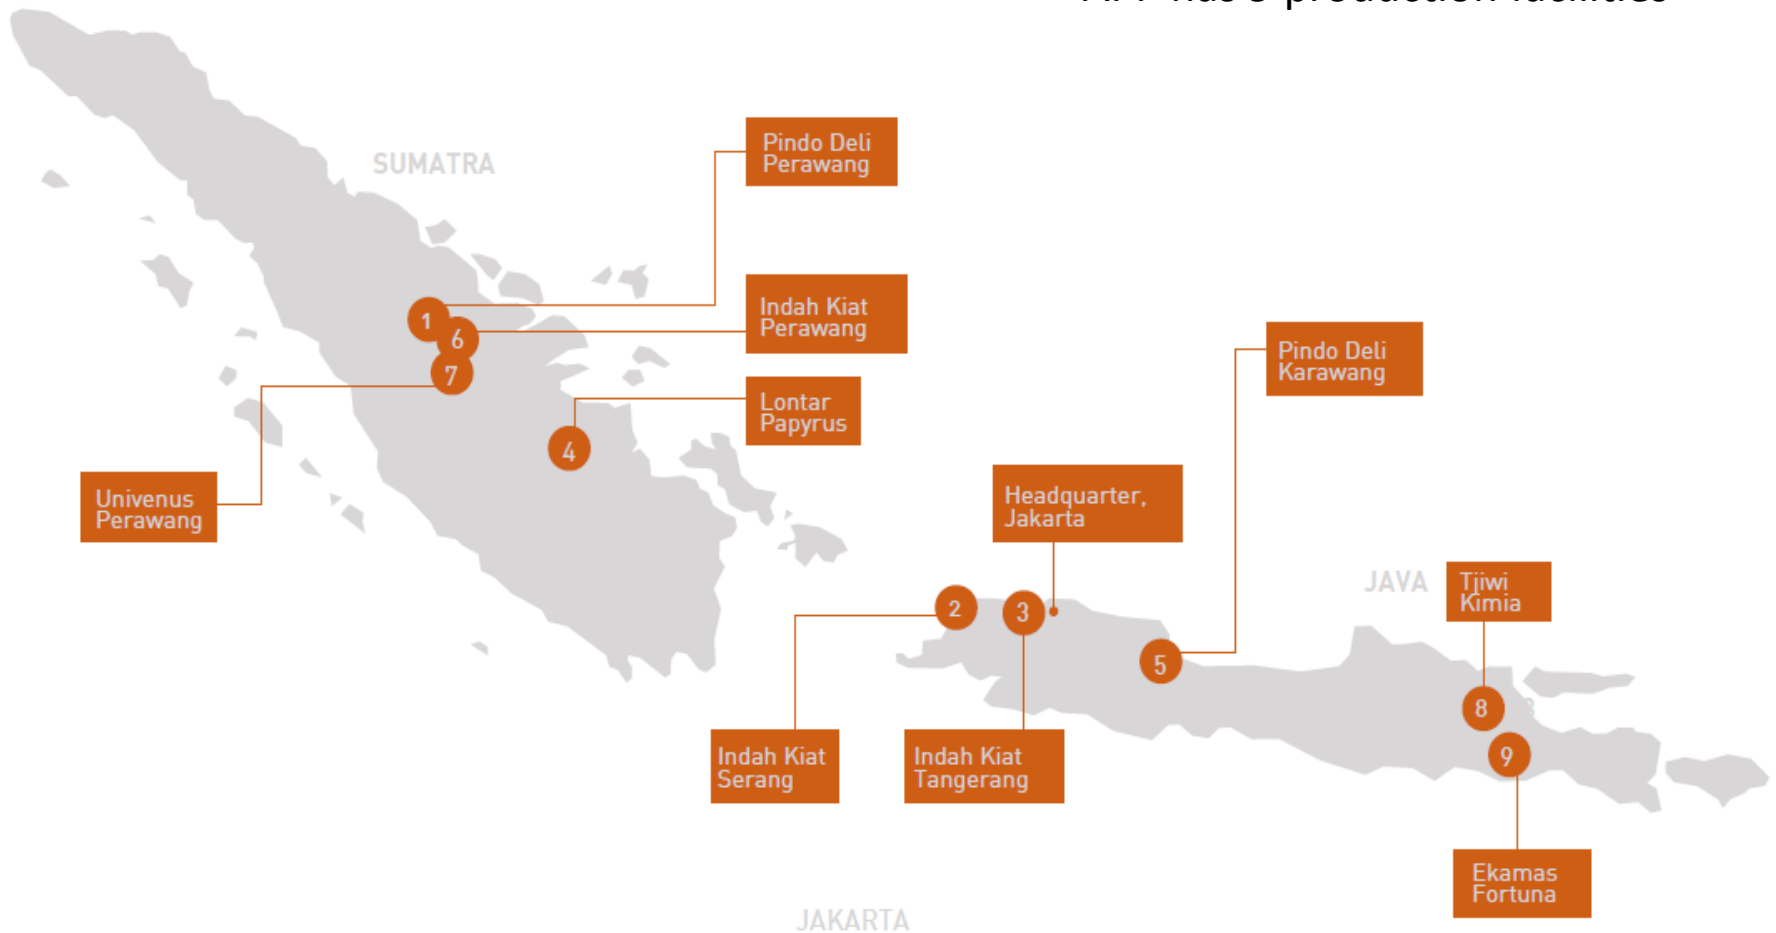 SUMATRA
Pindo Deli
Perawang
1
Indah Kiat
Perawang
6
7
Pindo Deli
Karawang
Lontar
Papyrus
4
Univenus
Perawang
Headquarter,
Jakarta
JAVA
Tjiwi
Kimia
2
3
5
8
9
Indah Kiat
Serang
Indah Kiat
Tangerang
Ekamas
Fortuna
JAKARTA